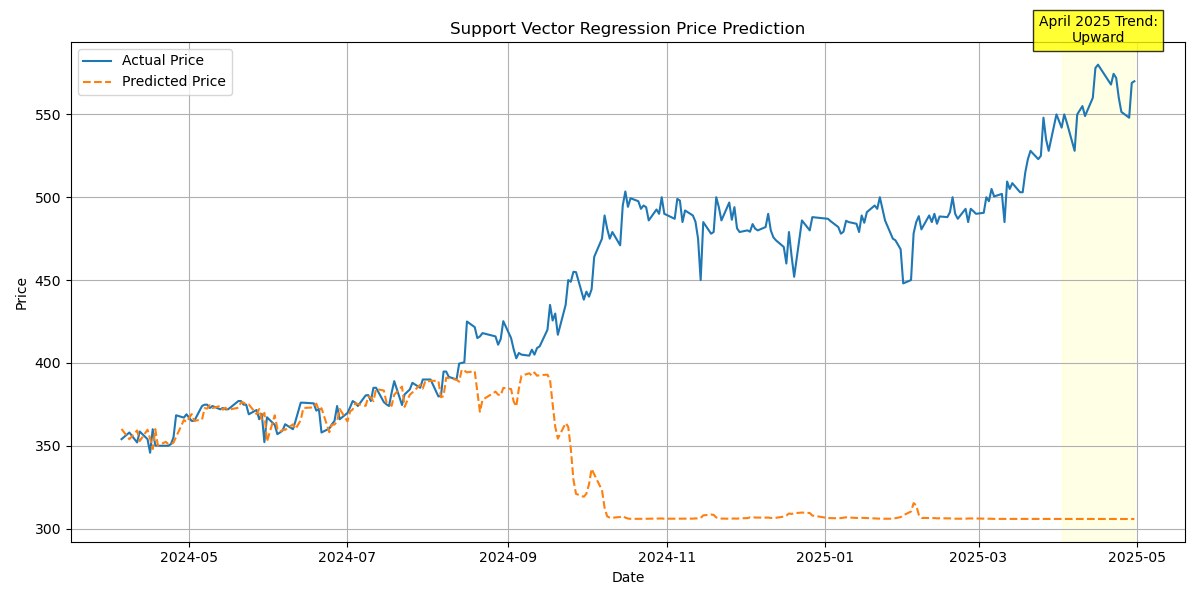 April 2025 Trend:
Upward
Support Vector Regression Price Prediction
Actual Price
Predicted Price
Price
550
500
450
400
350
300
2024-05 2024-07 2024-09 2024-11 2025-01 2025-03 2025-05
Date